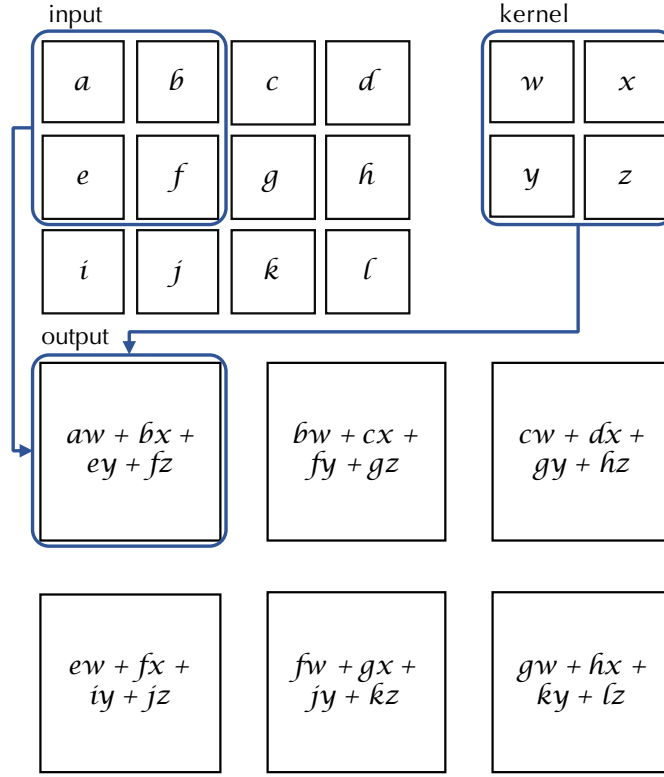 input kernel
a b c d w x
e f g h y z
i j k l
output
aw + bx +
ey + fz
bw + cx +
fy + gz
cw + dx +
gy + hz
ew + fx +
iy + jz
fw + gx +
jy + kz
gw + hx +
ky + lz